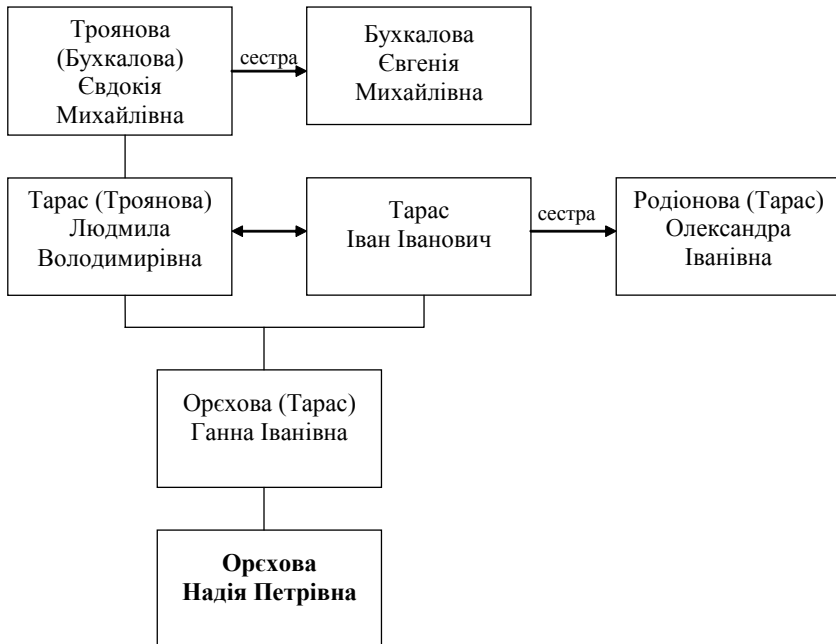 Троянова
(Бухкалова)
Євдокія
Михайлівна
сестра
Бухкалова
Євгенія
Михайлівна
Тарас (Троянова)
Людмила
Володимирівна
Тарас
Іван Іванович
сестра
Родіонова (Тарас)
Олександра
Іванівна
Орєхова (Тарас)
Ганна Іванівна
Орєхова
Надія Петрівна